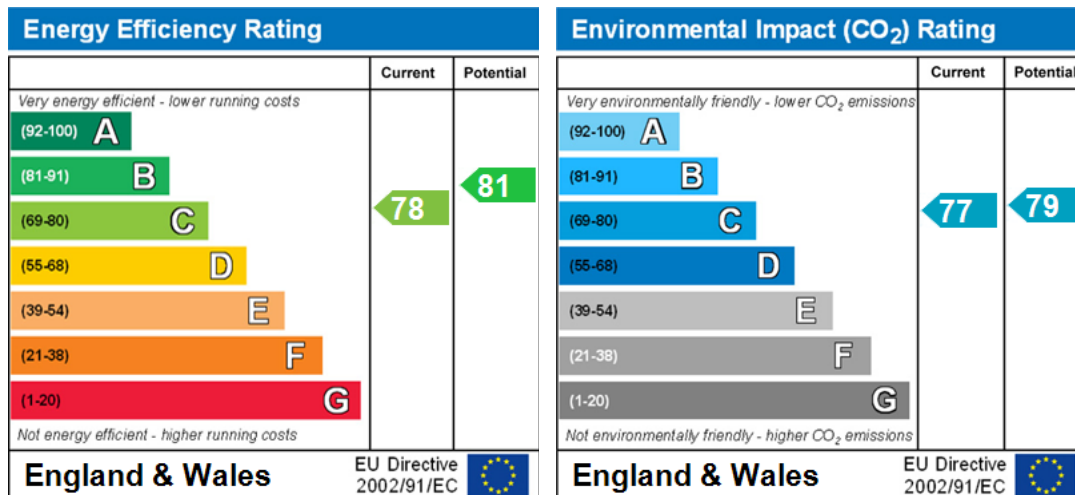 Energy Efficiency Rating
Current Potential
Very energy efficient - lower running costs
(92-100) A
(81-91) B
81
(69-80) C
78
(55-68) D
(39-54) E
(21-38) F
(1-20) G
Not energy efficient - higher running costs
England & Wales
EU Directive
2002/91/EC
Environmental Impact (CO2) Rating
Current Potential
Very environmentally friendly - lower CO2 emissions
(92-100) A
(81-91) B
(69-80) C
77 79
(55-68) D
(39-54) E
(21-38) F
(1-20) G
Not environmentally friendly - higher CO2 emissions
England & Wales
EU Directive
2002/91/EC